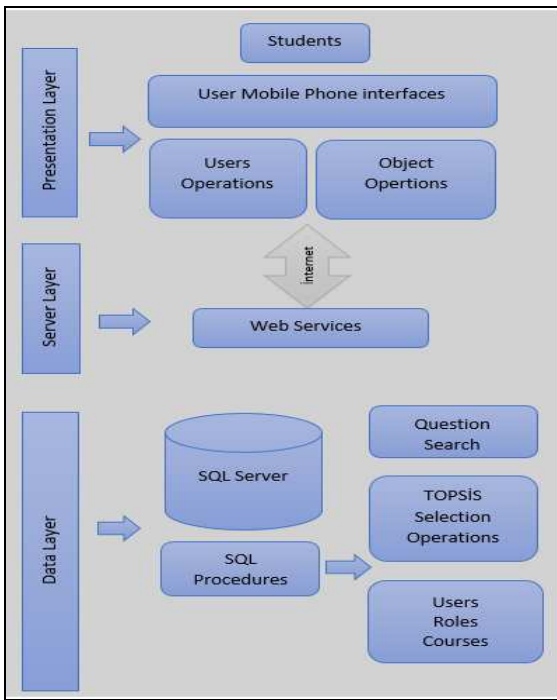 Presentation Layer
Students
User Mobile Phone interfaces
Users
Operations
Object
Opertions
internet
Server Layer
Web Services
Data Layer
SQL Server
SQL
Procedures
Question
Search
TOPSİS
Selection
Operations
Users
Roles
Courses